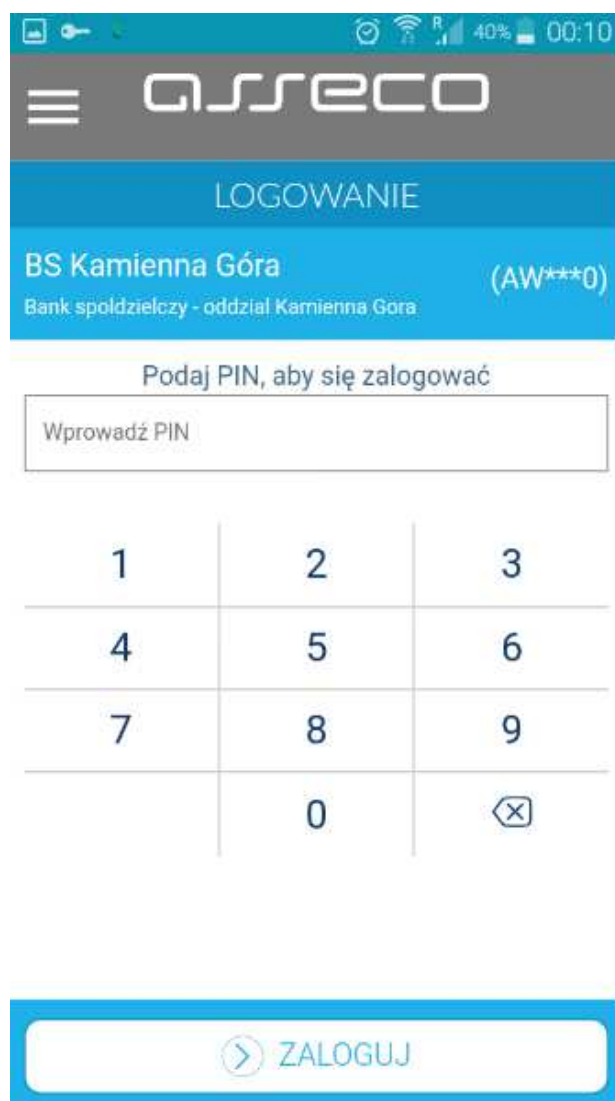 R 40% 00:10
asseco
LOGOWANIE
BS Kamienna Góra
(AW***0)
Bank spoldzielczy - oddzial Kamienna Gora
Podaj PIN, aby się zalogować
Wprowadź PIN
1 2 3
4 5 6
7 8 9
0
ZALOGUJ